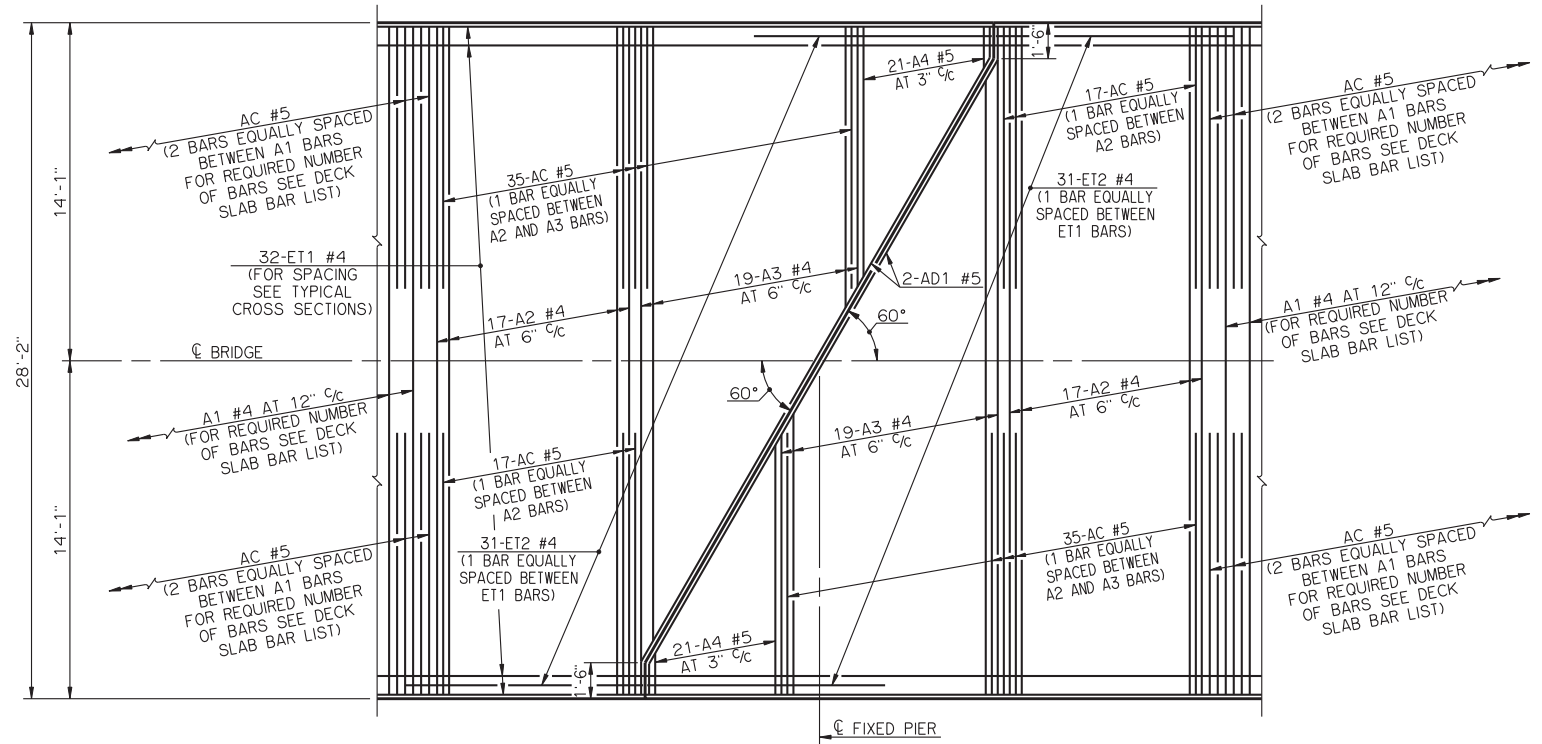 28'-2"
14'-1"
14'-1"
AC #5
(2 BARS EQUALLY SPACED
BETWEEN A1 BARS
FOR REQUIRED NUMBER
OF BARS SEE DECK
SLAB BAR LIST)
32-ET1 #4
(FOR SPACING
SEE TYPICAL
CROSS SECTIONS)
℄ BRIDGE
A1 #4 AT 12" c/c
(FOR REQUIRED NUMBER
OF BARS SEE DECK
SLAB BAR LIST)
AC #5
(2 BARS EQUALLY SPACED
BETWEEN A1 BARS
FOR REQUIRED NUMBER
OF BARS SEE DECK
SLAB BAR LIST)
35-AC #5
(1 BAR EQUALLY
SPACED BETWEEN
A2 AND A3 BARS)
17-A2 #4
AT 6" c/c
19-A3 #4
AT 6" c/c
17-AC #5
(1 BAR EQUALLY
SPACED BETWEEN
A2 BARS)
31-ET2 #4
(1 BAR EQUALLY
SPACED BETWEEN
ET1 BARS)
21-A4 #5
AT 3" c/c
1'-6"
60°
60°
2-AD1 #5
21-A4 #5
AT 3" c/c
1'-6"
17-AC #5
(1 BAR EQUALLY
SPACED BETWEEN
A2 BARS)
31-ET2 #4
(1 BAR EQUALLY
SPACED BETWEEN
ET1 BARS)
19-A3 #4
AT 6" c/c
17-A2 #4
AT 6" c/c
35-AC #5
(1 BAR EQUALLY
SPACED BETWEEN
A2 AND A3 BARS)
℄ FIXED PIER
AC #5
(2 BARS EQUALLY SPACED
BETWEEN A1 BARS
FOR REQUIRED NUMBER
OF BARS SEE DECK
SLAB BAR LIST)
A1 #4 AT 12" c/c
(FOR REQUIRED NUMBER
OF BARS SEE DECK
SLAB BAR LIST)
AC #5
(2 BARS EQUALLY SPACED
BETWEEN A1 BARS
FOR REQUIRED NUMBER
OF BARS SEE DECK
SLAB BAR LIST)